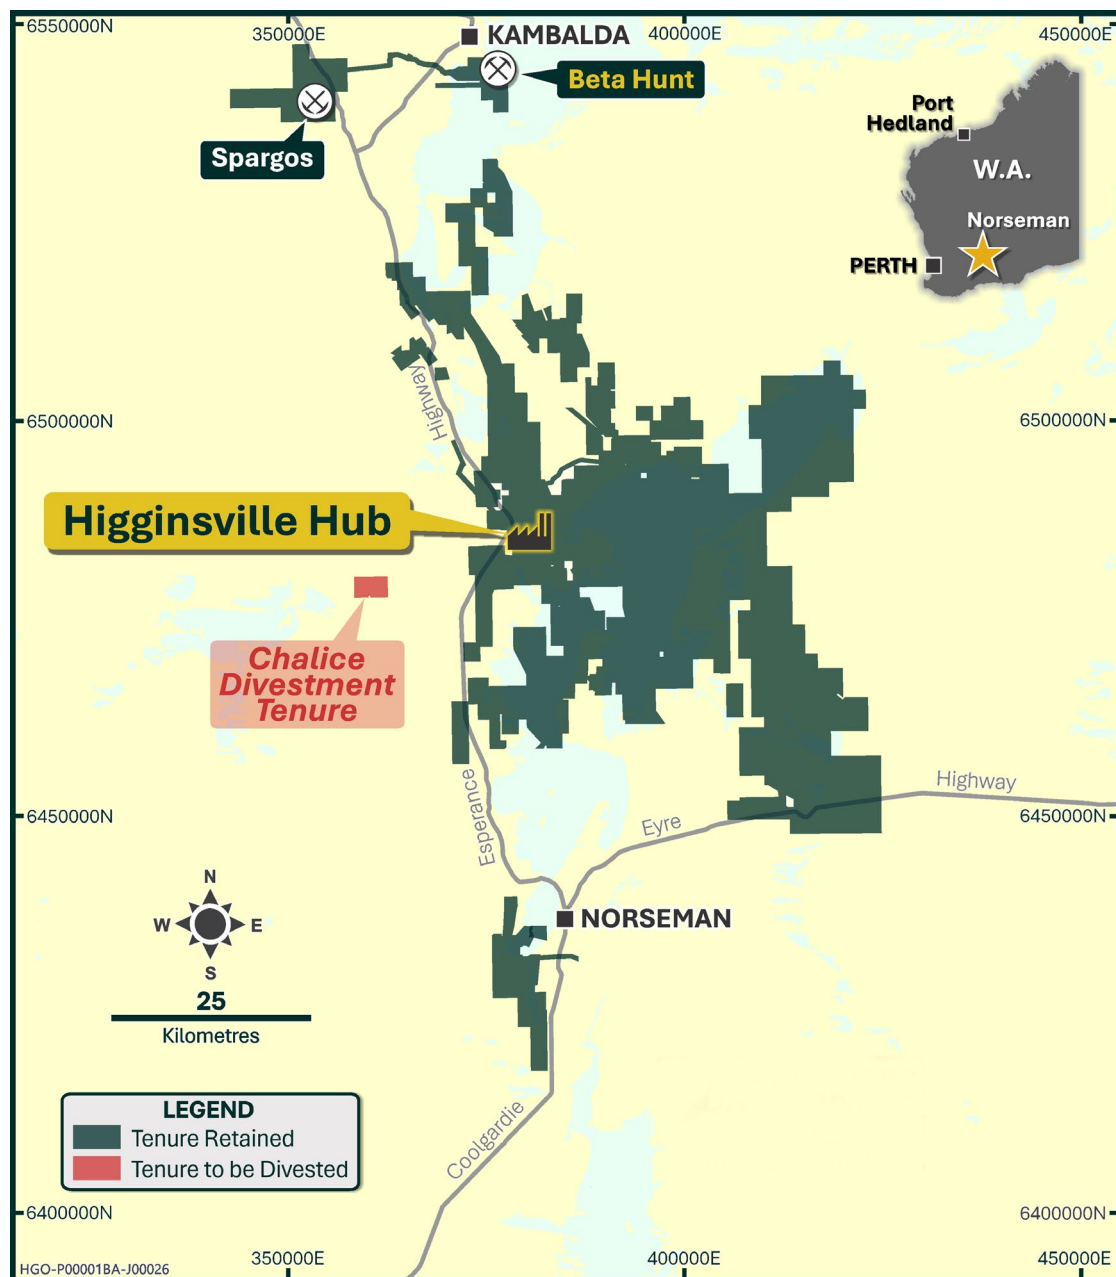 6550000N
350000E
KAMBALDA
400000E
450000E
Beta Hunt
Spargos
Port
Hedland
W.A.
Norseman
PERTH
Highway
6500000N
6500000N
Higginsville Hub
Chalice
Divestment
Tenure
Esperance
Eyre
Highway
6450000N
6450000N
NORSEMAN
N
W
E
S
25
Kilometres
LEGEND
Tenure Retained
Tenure to be Divested
Coolgardie
6400000N
6400000N
350000E
400000E
450000E
HGO-P00001BA-J00026